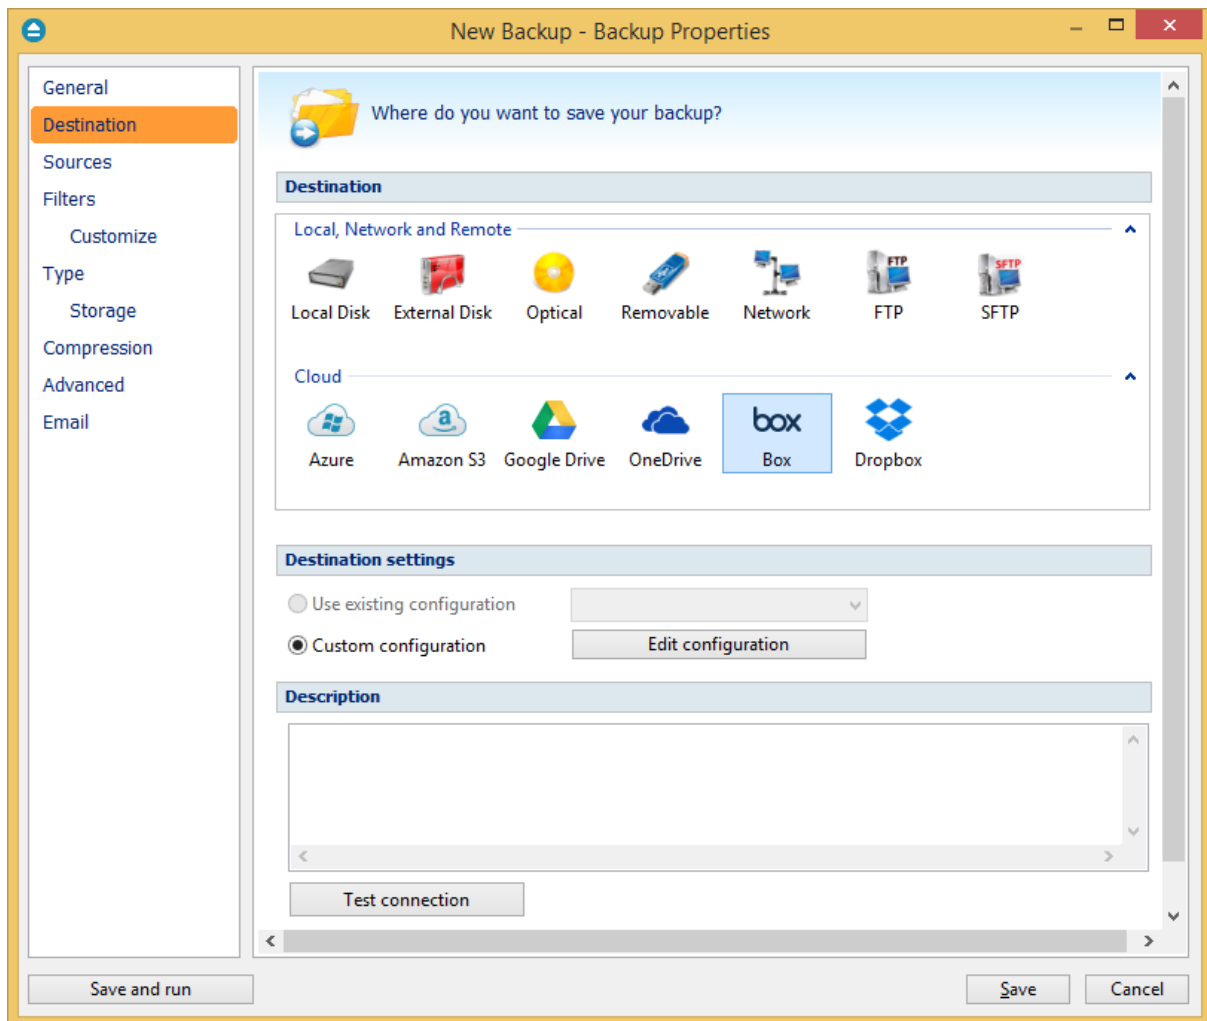 New Backup - Backup Properties
General
Destination
Sources
Filters
Customize
Type
Storage
Compression
Advanced
Email
Where do you want to save your backup?
Destination
Local, Network and Remote
FTP SFTP
Local Disk External Disk Optical Removable Network FTP SFTP
Cloud
a box
Azure Amazon S3 Google Drive OneDrive Box Dropbox
Destination settings
Use existing configuration
Custom configuration Edit configuration
Description
Test connection
Save and run Save Cancel